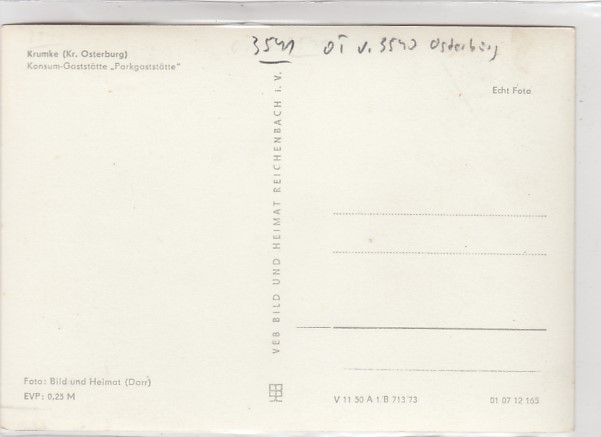 3541 OT v. 3540 Osterburg
Krumke (Kr. Osterburg)
Konsum-Gaststätte „Parkgaststätte“
Echt Foto
VEB BILD UND HEIMAT REICHENBACH i. V.
Foto: Bild und Heimat (Darr)
EVP: 0,25 M
V 11 50 A 1/B 713/73
01 07 12 165